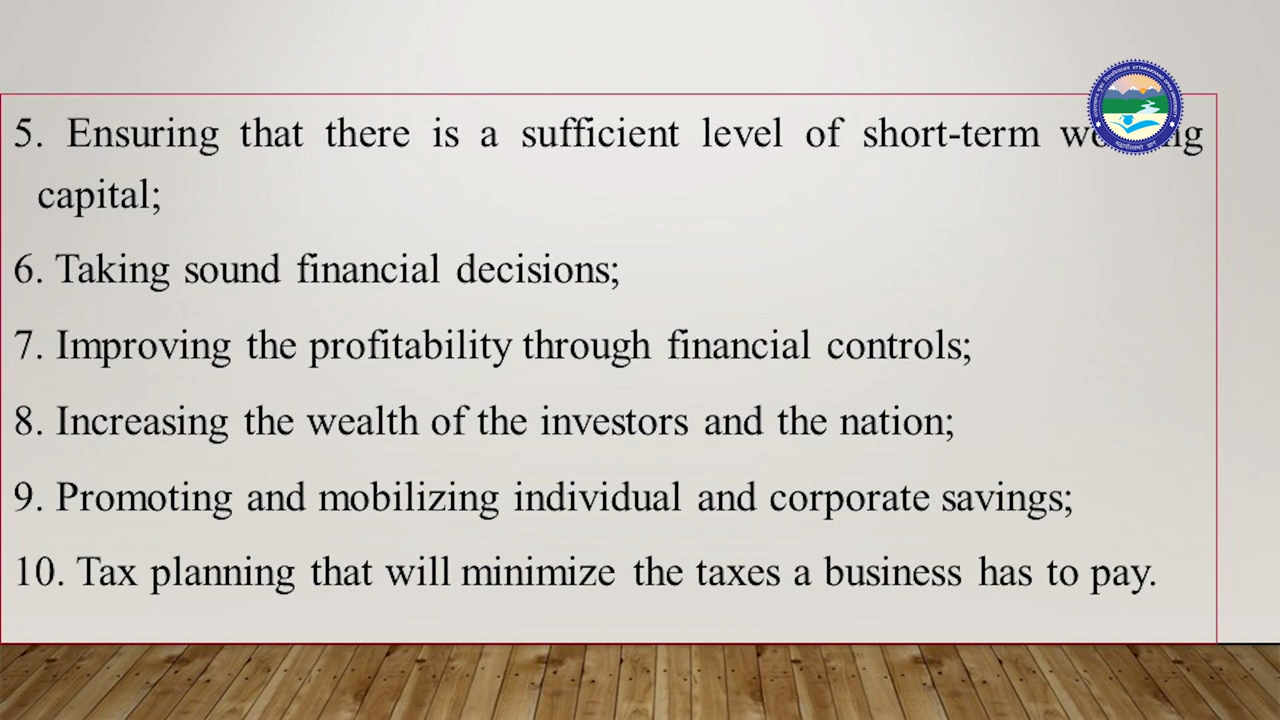 5. Ensuring that there is a sufficient level of short-term
capital;
6. Taking sound financial decisions;
7. Improving the profitability through financial controls;
8. Increasing the wealth of the investors and the nation;
9. Promoting and mobilizing individual and corporate savings;
10. Tax planning that will minimize the taxes a business has to pay.